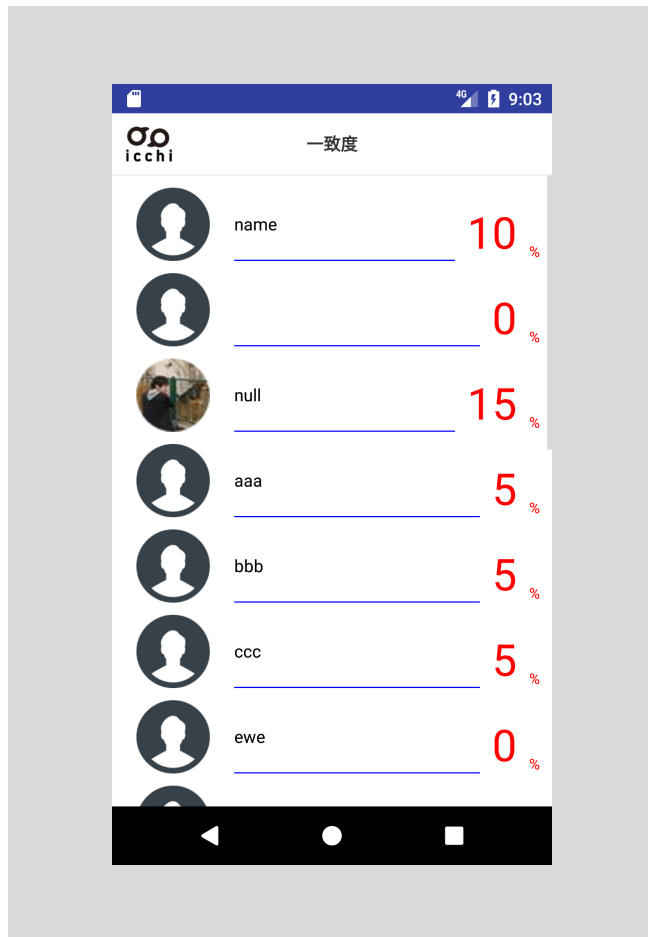 4G 9:03
icchi
一致度
name 10 %
0 %
null 15 %
aaa 5 %
bbb 5 %
ccc 5 %
ewe 0 %